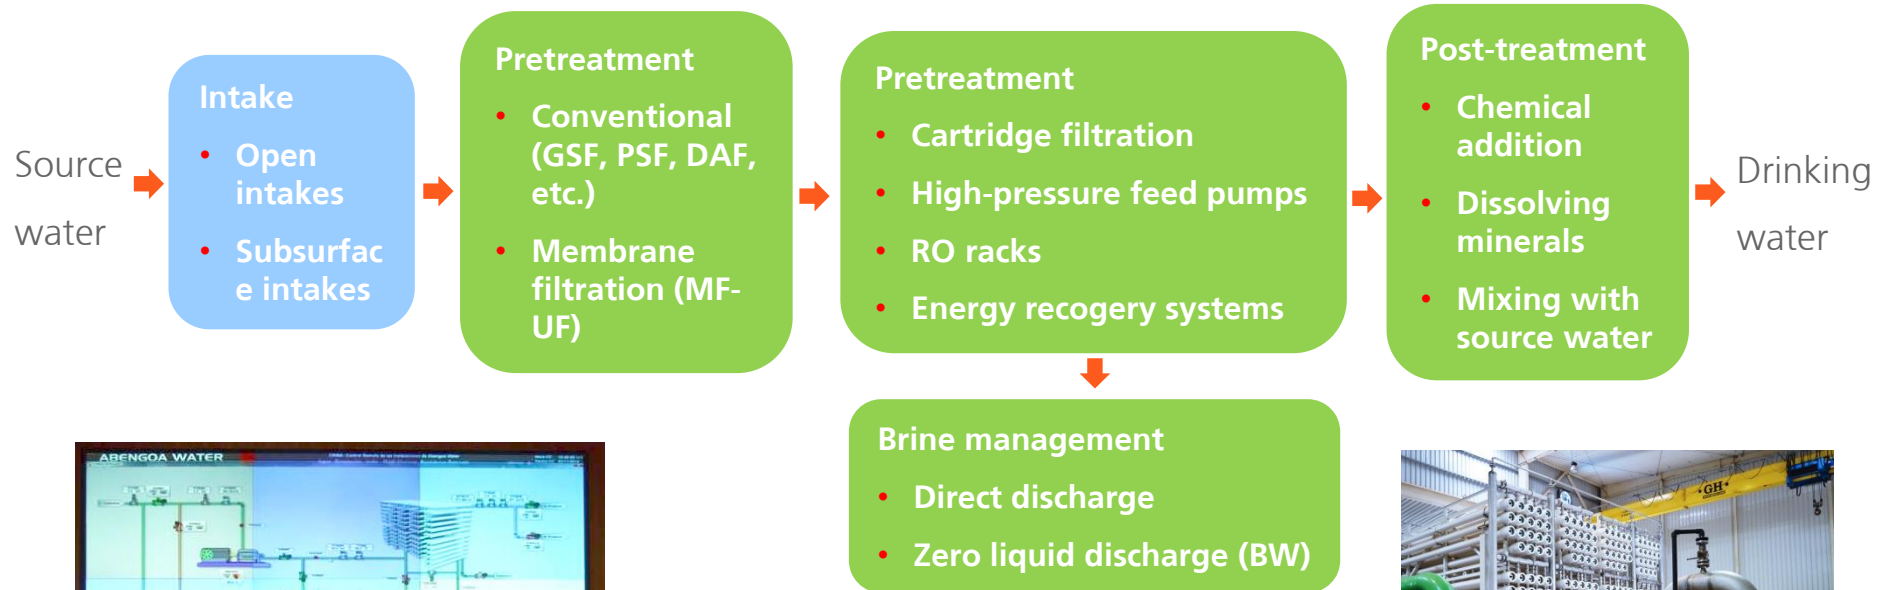 Source
water
Intake
• Open
intakes
• Subsurfac
e intakes
Pretreatment
• Conventional
(GSF, PSF, DAF,
etc.)
• Membrane
filtration (MF-
UF)
Pretreatment
• Cartridge filtration
• High-pressure feed pumps
• RO racks
• Energy recogery systems
Post-treatment
• Chemical
addition
• Dissolving
minerals
• Mixing with
source water
Drinking
water
Brine management
• Direct discharge
• Zero liquid discharge (BW)
ABENGOA WATER
GH